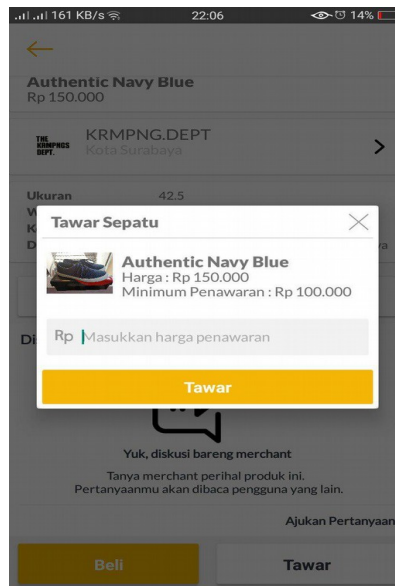 161 KB/s 22:06 14%
Authentic Navy Blue
Rp 150.000
THE
KRMPNGS
DEPT.
KRMPNG.DEPT
Kota Surabaya
Ukuran 42.5
Tawar Sepatu
Authentic Navy Blue
Harga : Rp 150.000
Minimum Penawaran : Rp 100.000
Rp Masukkan harga penawaran
Tawar
Yuk, diskusi bareng merchant
Tanya merchant perihal produk ini.
Pertanyaanmu akan dibaca pengguna yang lain.
Ajukan Pertanyaan
Beli Tawar